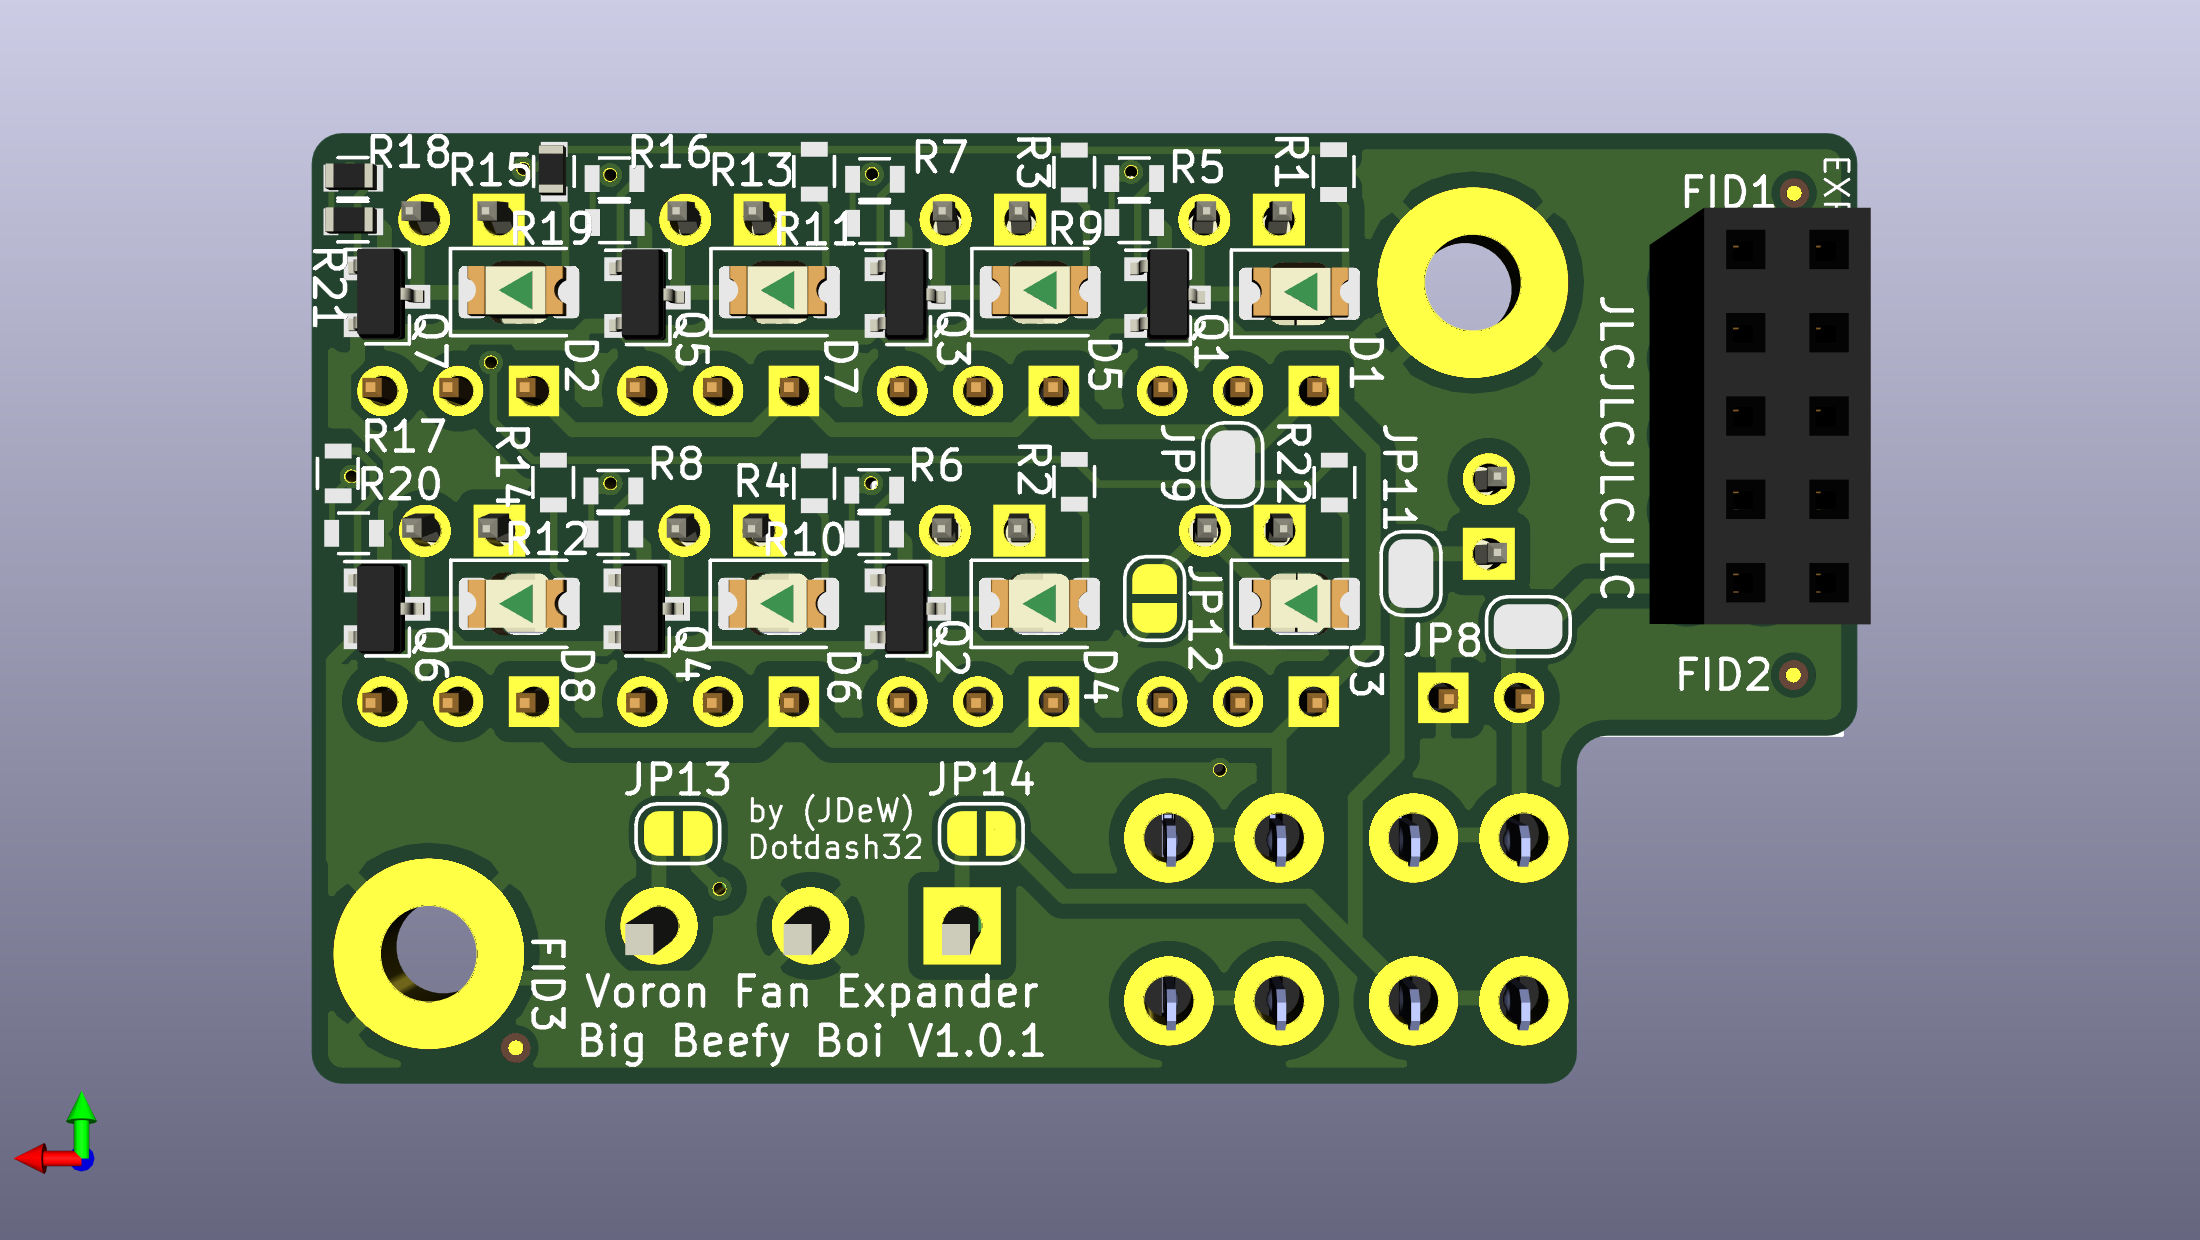 R18
R15
R16
R13
R7
R3
R5
R1
FID1
R19
R11
R9
R21
Q7
Q5
Q3
Q1
D2
D7
D5
D1
JLCJLCJLCJLC
R17
R14
R8
R4
R6
R2
JP9
R22
JP11
R20
R12
R10
JP12
JP8
Q6
Q4
Q2
D8
D6
D4
D3
FID2
JP13
JP14
by (JDeW)
Dotdash32
FID3
Voron Fan Expander
Big Beefy Boi V1.0.1